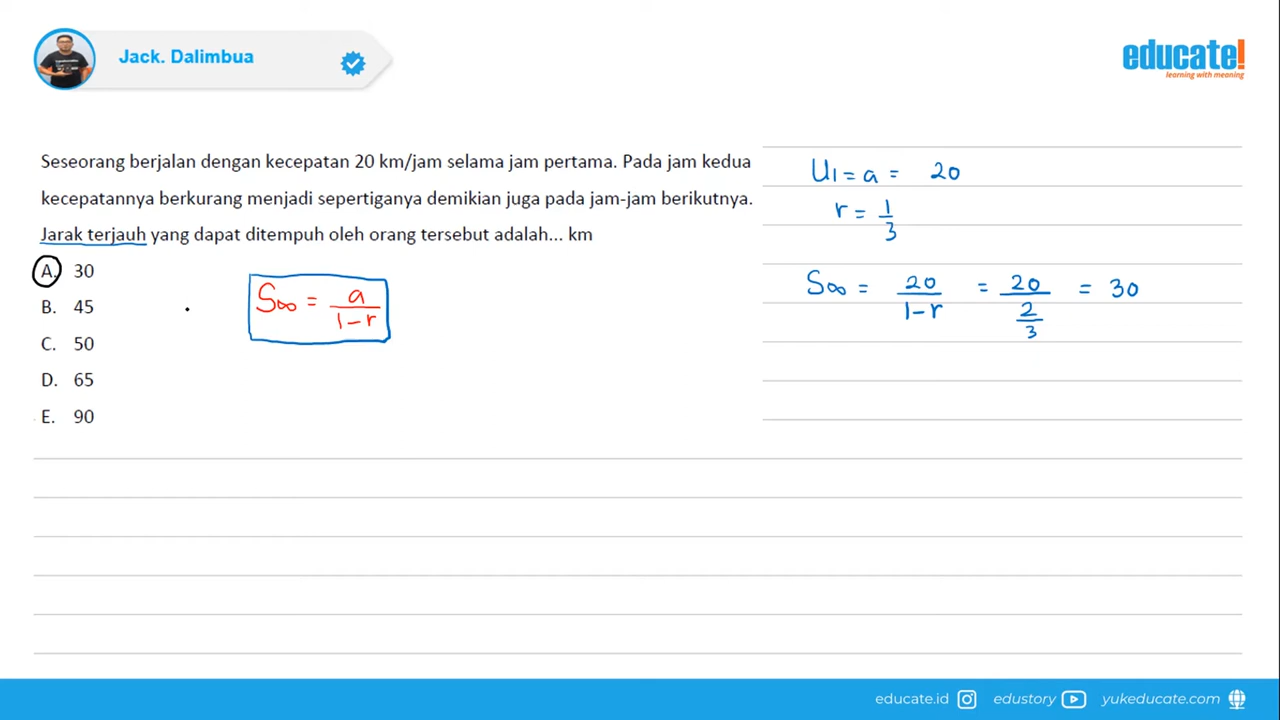 Jack. Dalimbua
educate!
learning with meaning
Seseorang berjalan dengan kecepatan 20 km/jam selama jam pertama. Pada jam kedua
kecepatannya berkurang menjadi sepertiganya demikian juga pada jam-jam berikutnya.
Jarak terjauh yang dapat ditempuh oleh orang tersebut adalah... km
A. 30
B. 45
C. 50
D. 65
E. 90
S∞ = a/(1-r)
U1 = a = 20
r = 1/3
S∞ = 20/(1-r) = 20/(2/3) = 30
educate.id edustory yukeducate.com